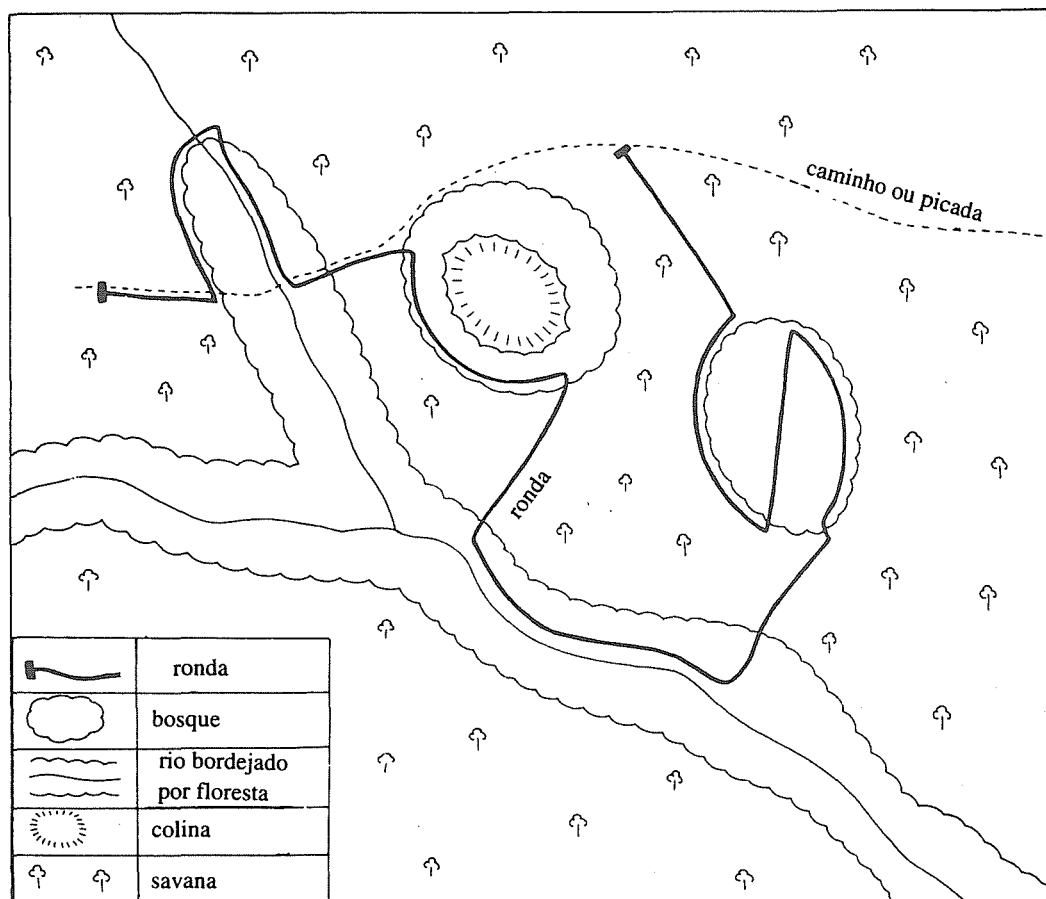 caminho ou picada
ronda
ronda
bosque
rio bordejado
por floresta
colina
savana